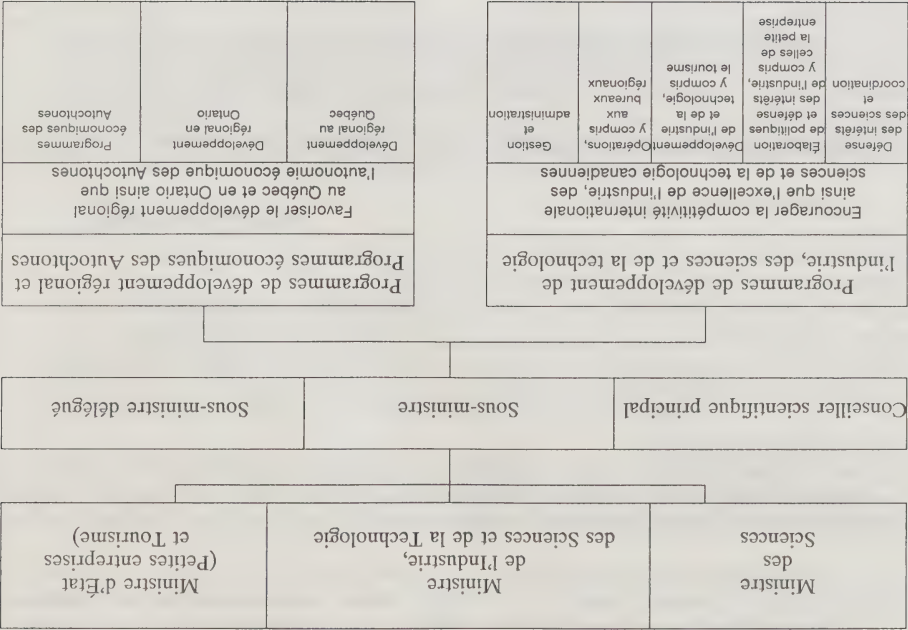 Ministre
des
Sciences
Ministre
de l'Industrie,
des Sciences et de la Technologie
Ministre d'État
(Petites entreprises
et Tourisme)
Conseiller scientifique principal
Sous-ministre
Sous-ministre délégué
Programmes de développement de
l'industrie, des sciences et de la technologie
Encourager la compétitivité internationale
ainsi que l'excellence de l'industrie, des
sciences et de la technologie canadiennes
Défense
des intérêts
des sciences
et
coordination
Élaboration
de politiques
et défense
des intérêts
de l'industrie,
y compris
celles de
la petite
entreprise
Développement
de l'industrie
et de la
technologie,
y compris
le tourisme
Opérations,
y compris
aux
bureaux
régionaux
Gestion
et
administration
Programmes de développement régional et
Programmes économiques des Autochtones
Favoriser le développement régional
au Québec et en Ontario ainsi que
l'autonomie économique des Autochtones
Développement
régional au
Québec
Développement
régional en
Ontario
Programmes
économiques des
Autochtones